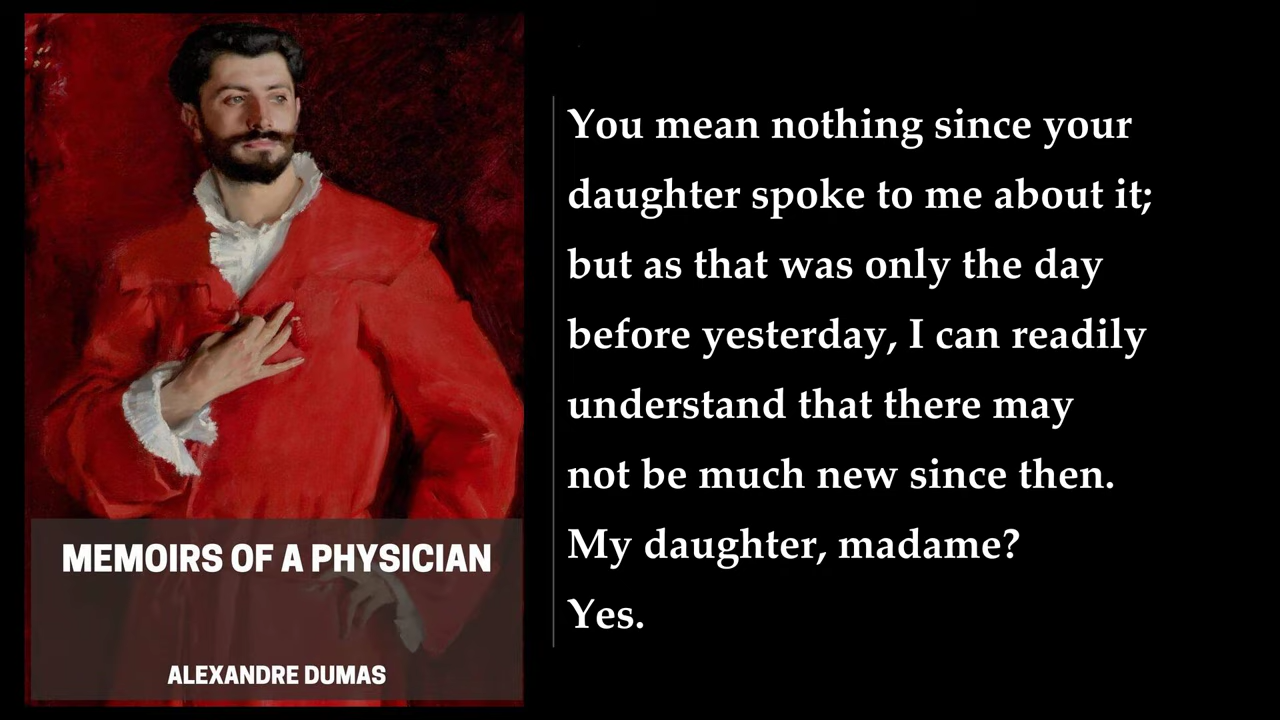 MEMOIRS OF A PHYSICIAN
ALEXANDRE DUMAS
You mean nothing since your
daughter spoke to me about it;
but as that was only the day
before yesterday, I can readily
understand that there may
not be much new since then.
My daughter, madame?
Yes.